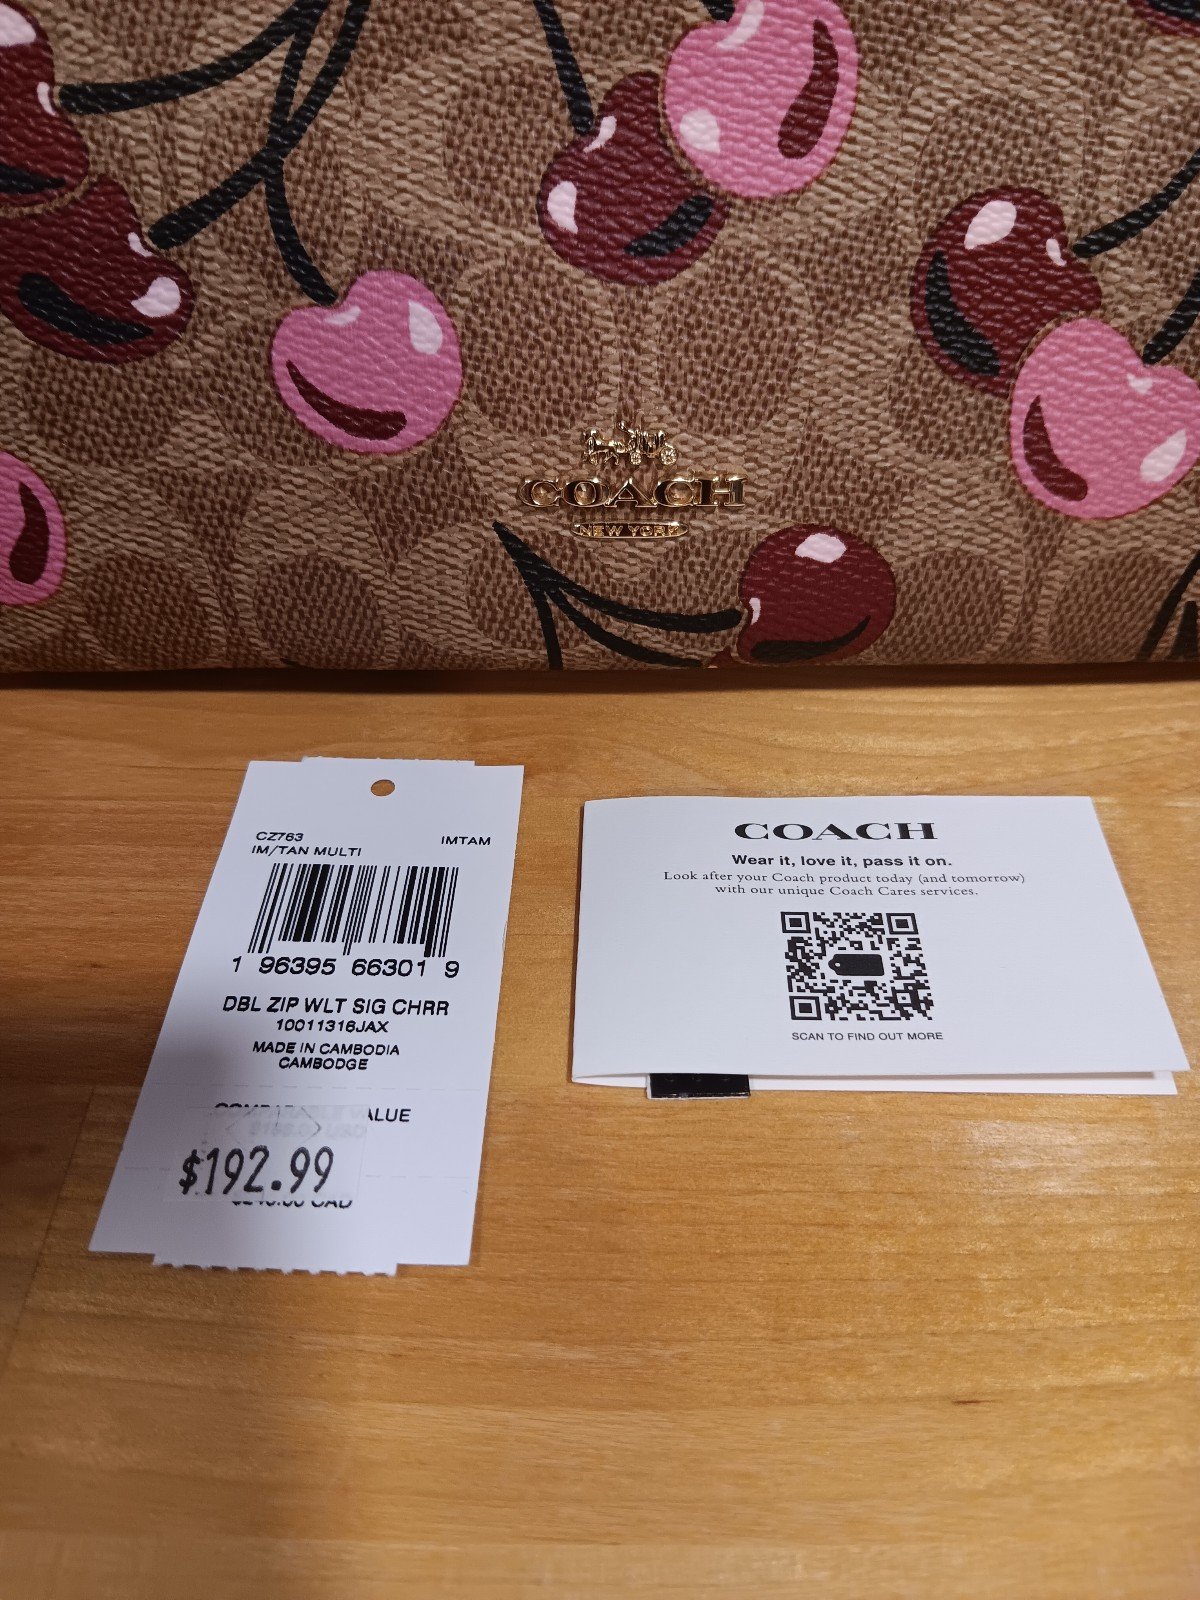 COACH
NEW YORK
CZ763
IM/TAN MULTI
IMTAM
1 96395 66301 9
DBL ZIP WLT SIG CHRR
10011316JAX
MADE IN CAMBODIA
CAMBODGE
COMPARABLE VALUE
$192.99
COACH
Wear it, love it, pass it on.
Look after your Coach product today (and tomorrow)
with our unique Coach Cares services.
SCAN TO FIND OUT MORE